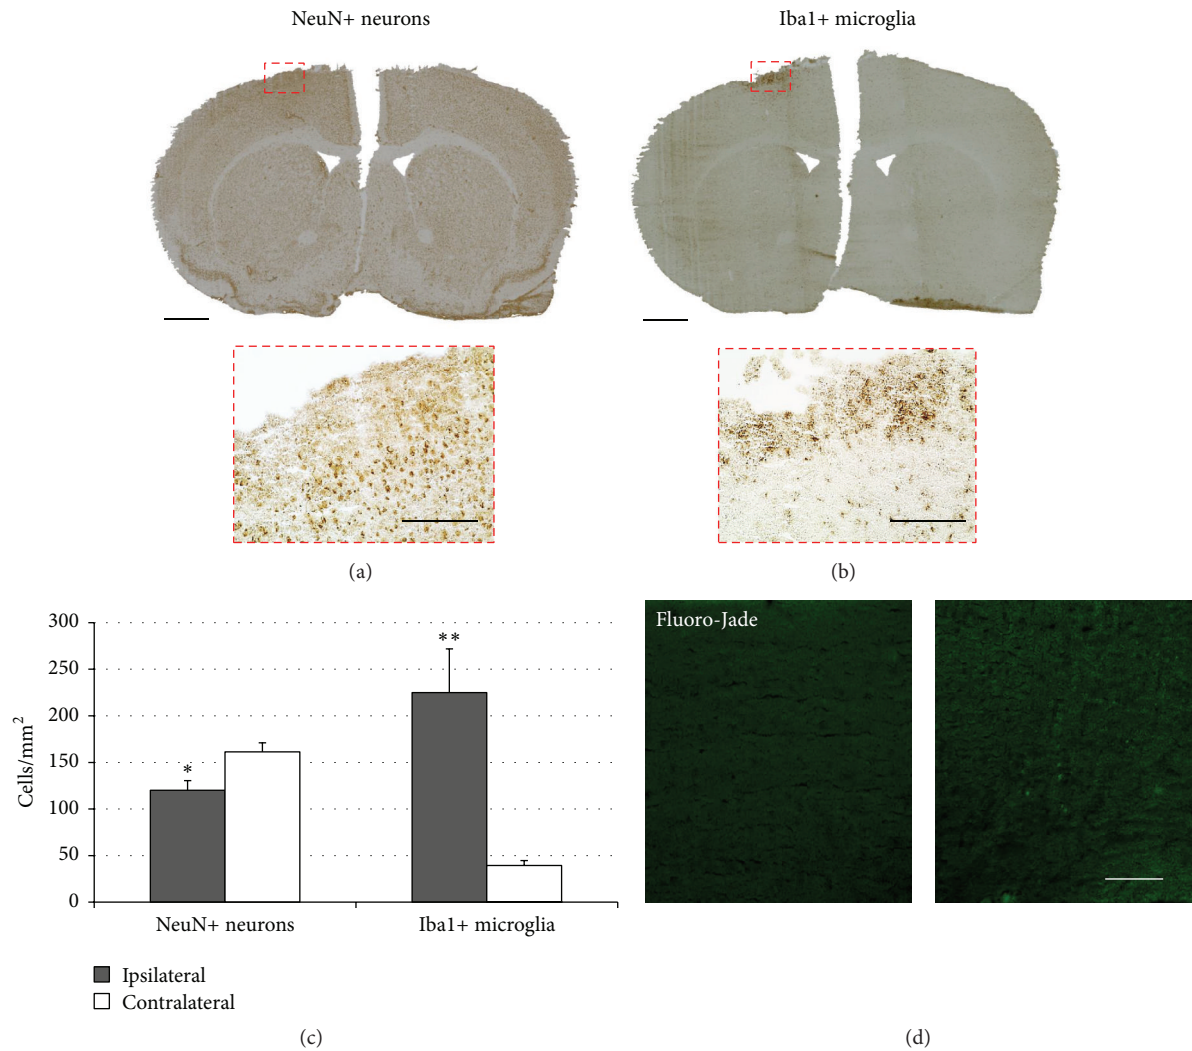 NeuN+ neurons
Iba1+ microglia
(a)
(b)
300
250
200
150
100
50
0
Cells/mm²
*
**
NeuN+ neurons
Iba1+ microglia
Ipsilateral
Contralateral
(c)
Fluoro-Jade
(d)